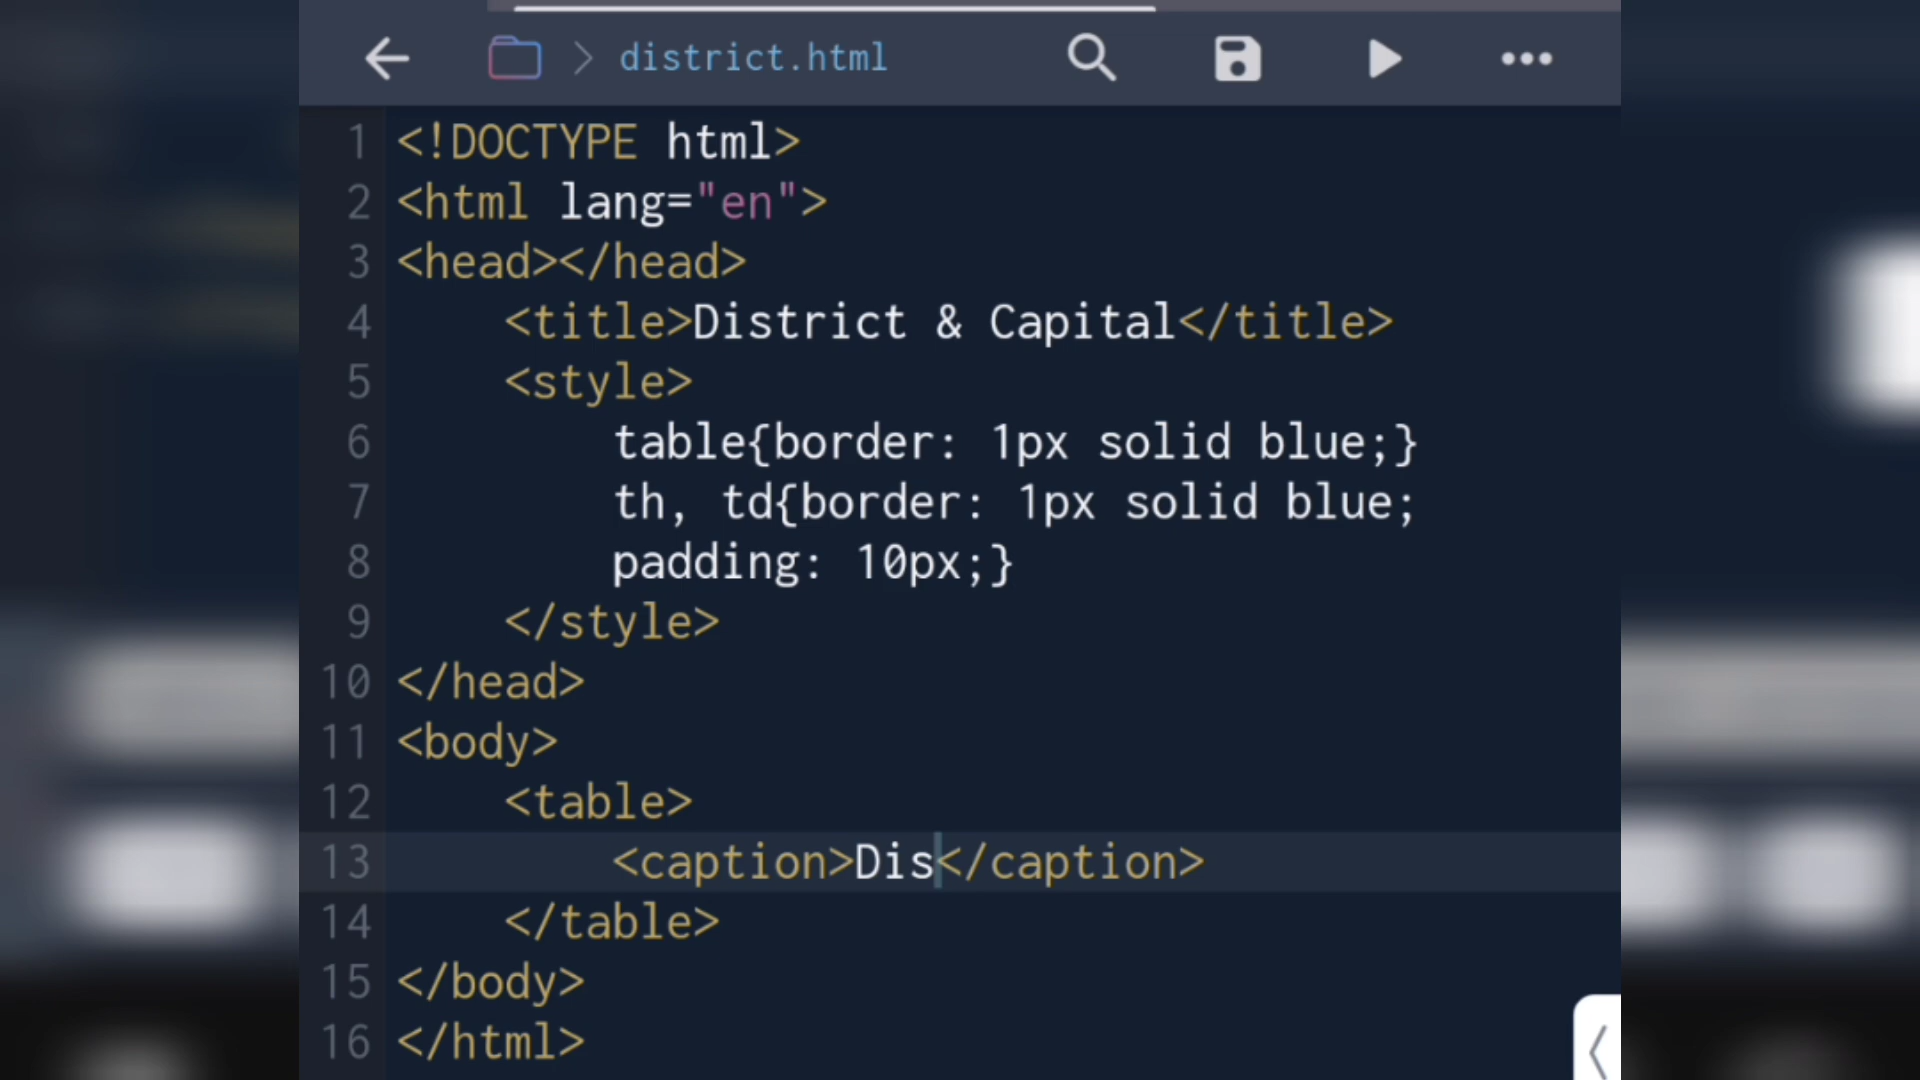 district.html
1 <!DOCTYPE html>
2 <html lang="en">
3 <head></head>
4 <title>District & Capital</title>
5 <style>
6 table{border: 1px solid blue;}
7 th, td{border: 1px solid blue;
8 padding: 10px;}
9 </style>
10 </head>
11 <body>
12 <table>
13 <caption>Dis</caption>
14 </table>
15 </body>
16 </html>